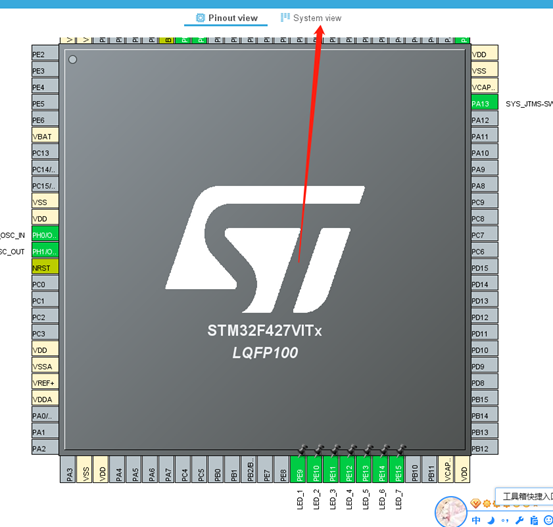 Pinout view
System view
PE2
PE3
PE4
PE5
PE6
VBAT
PC13
PC14/..
PC15/..
VSS
VDD
OSC_IN
PH0/O..
SC_OUT
PH1/O..
NRST
PC0
PC1
PC2
PC3
VDD
VSSA
VREF+
VDDA
PA0/..
PA1
PA2
STM32F427VITx
LQFP100
VDD
VSS
VCAP..
PA13
SYS_JTMS-SW
PA12
PA11
PA10
PA9
PA8
PC9
PC8
PC7
PC6
PD15
PD14
PD13
PD12
PD11
PD10
PD9
PD8
PB15
PB14
PB13
PB12
PA3
VSS
VDD
PA4
PA5
PA6
PA7
PC4
PC5
PB0
PB1
PB2/B..
PE7
PE8
PE9
PE10
PE11
PE12
PE13
PE14
PE15
PB10
PB11
VCAP..
VDD
LED_1
LED_2
LED_3
LED_4
LED_5
LED_6
LED_7
工具箱快捷入
中